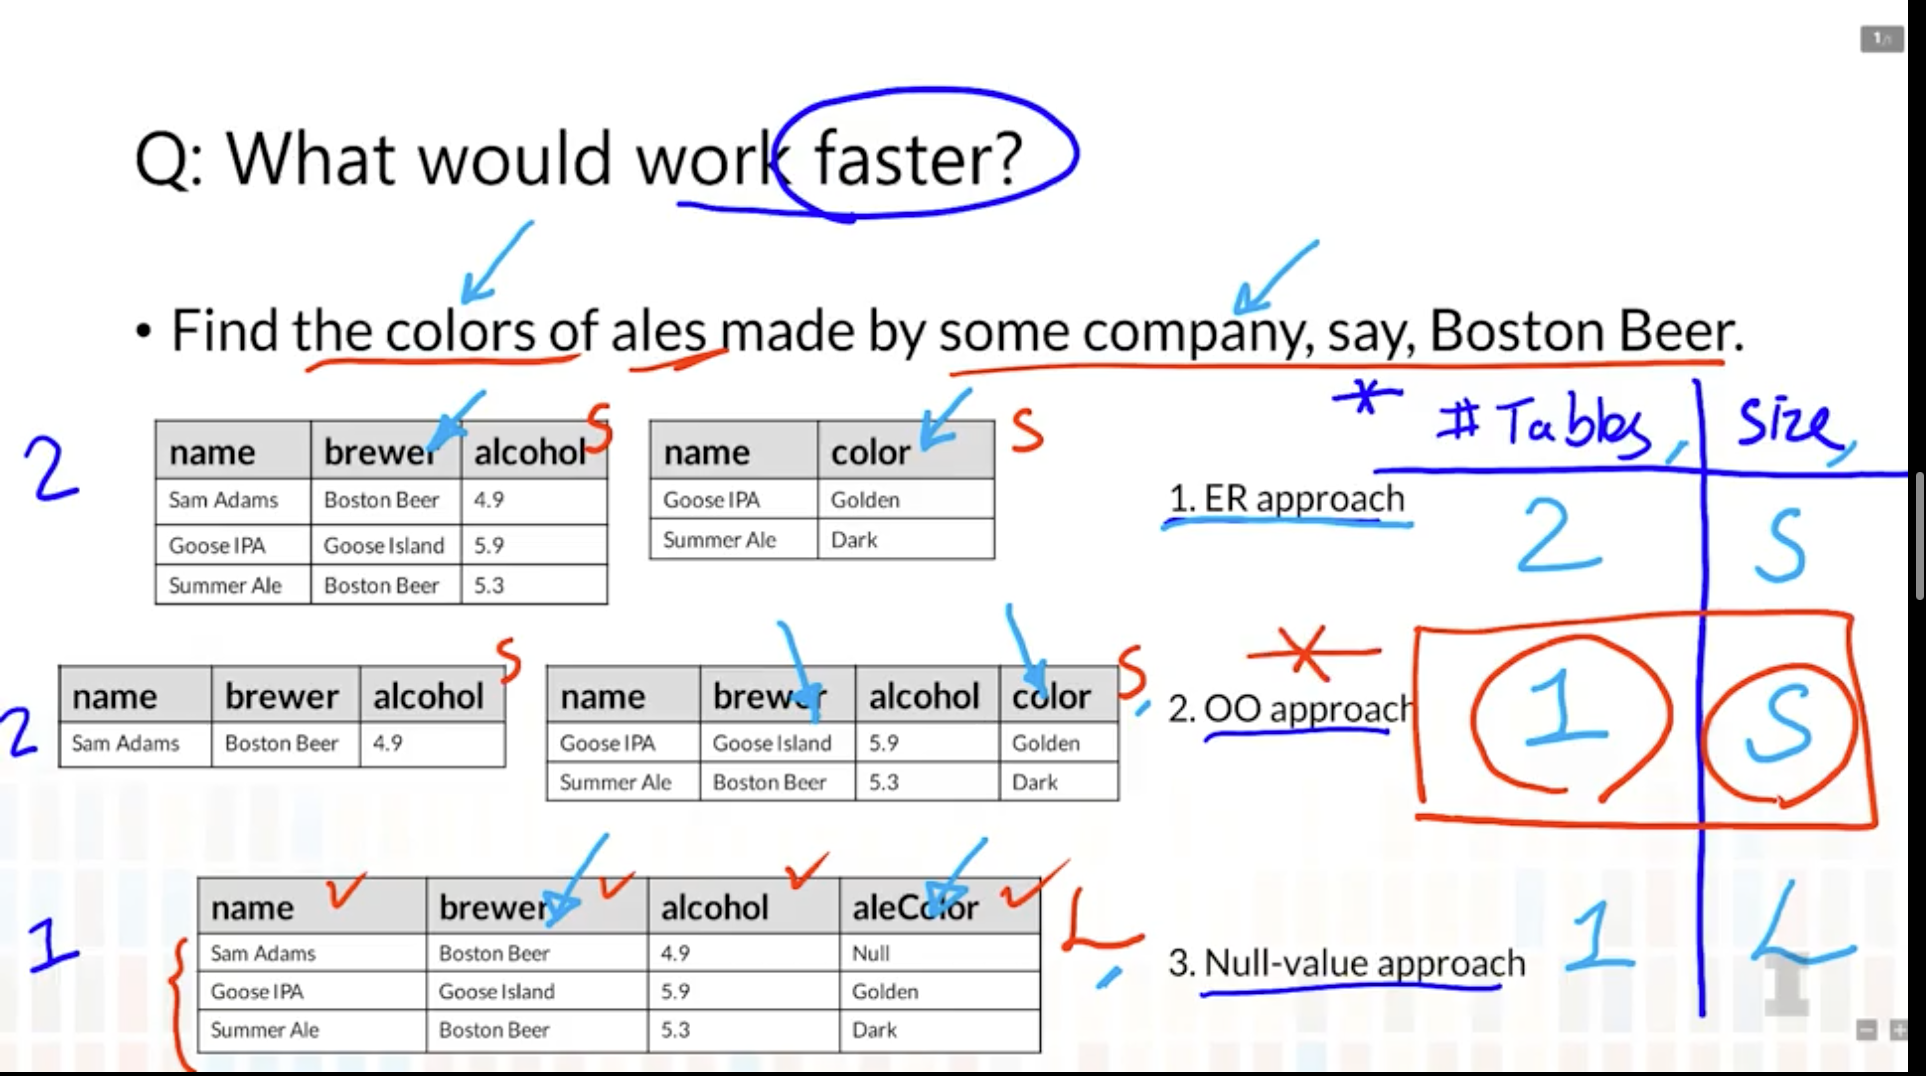 1/1
Q: What would work faster?
• Find the colors of ales made by some company, say, Boston Beer.
* # Tables, Size,
2
name brewer alcohol S
Sam Adams Boston Beer 4.9
Goose IPA Goose Island 5.9
Summer Ale Boston Beer 5.3
name color S
Goose IPA Golden
Summer Ale Dark
1. ER approach 2 S
2
name brewer alcohol S
Sam Adams Boston Beer 4.9
name brewer alcohol color S,
Goose IPA Goose Island 5.9 Golden
Summer Ale Boston Beer 5.3 Dark
*
2. OO approach 1 S
1
name brewer alcohol aleColor L,
Sam Adams Boston Beer 4.9 Null
Goose IPA Goose Island 5.9 Golden
Summer Ale Boston Beer 5.3 Dark
3. Null-value approach 1 L
I